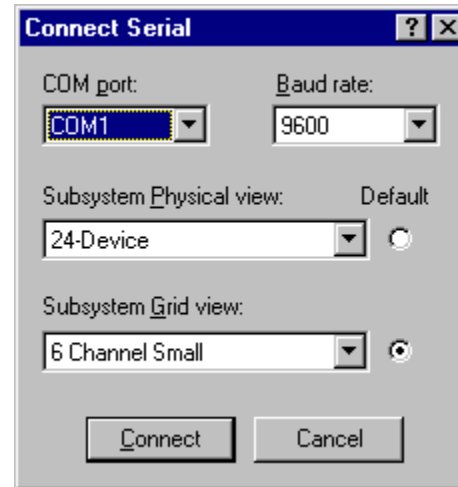 Connect Serial
COM port: Baud rate:
COM1 9600
Subsystem Physical view: Default
24-Device
Subsystem Grid view:
6 Channel Small
Connect Cancel